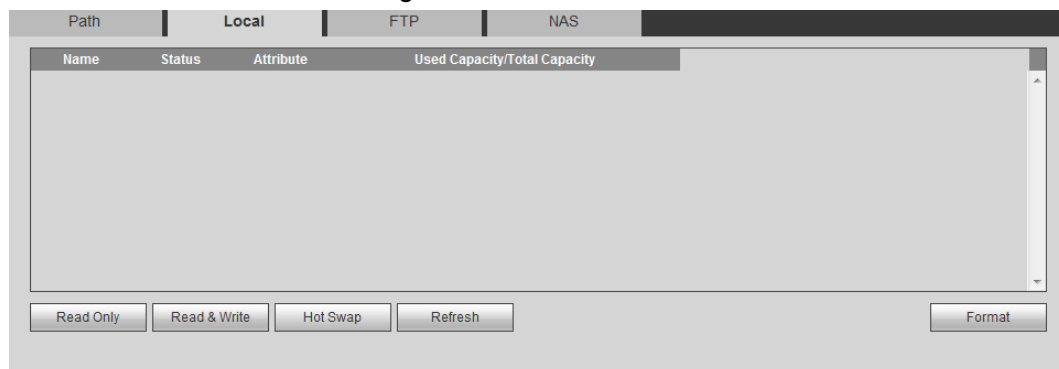 Path Local FTP NAS
Name Status Attribute Used Capacity/Total Capacity
Read Only Read & Write Hot Swap Refresh Format